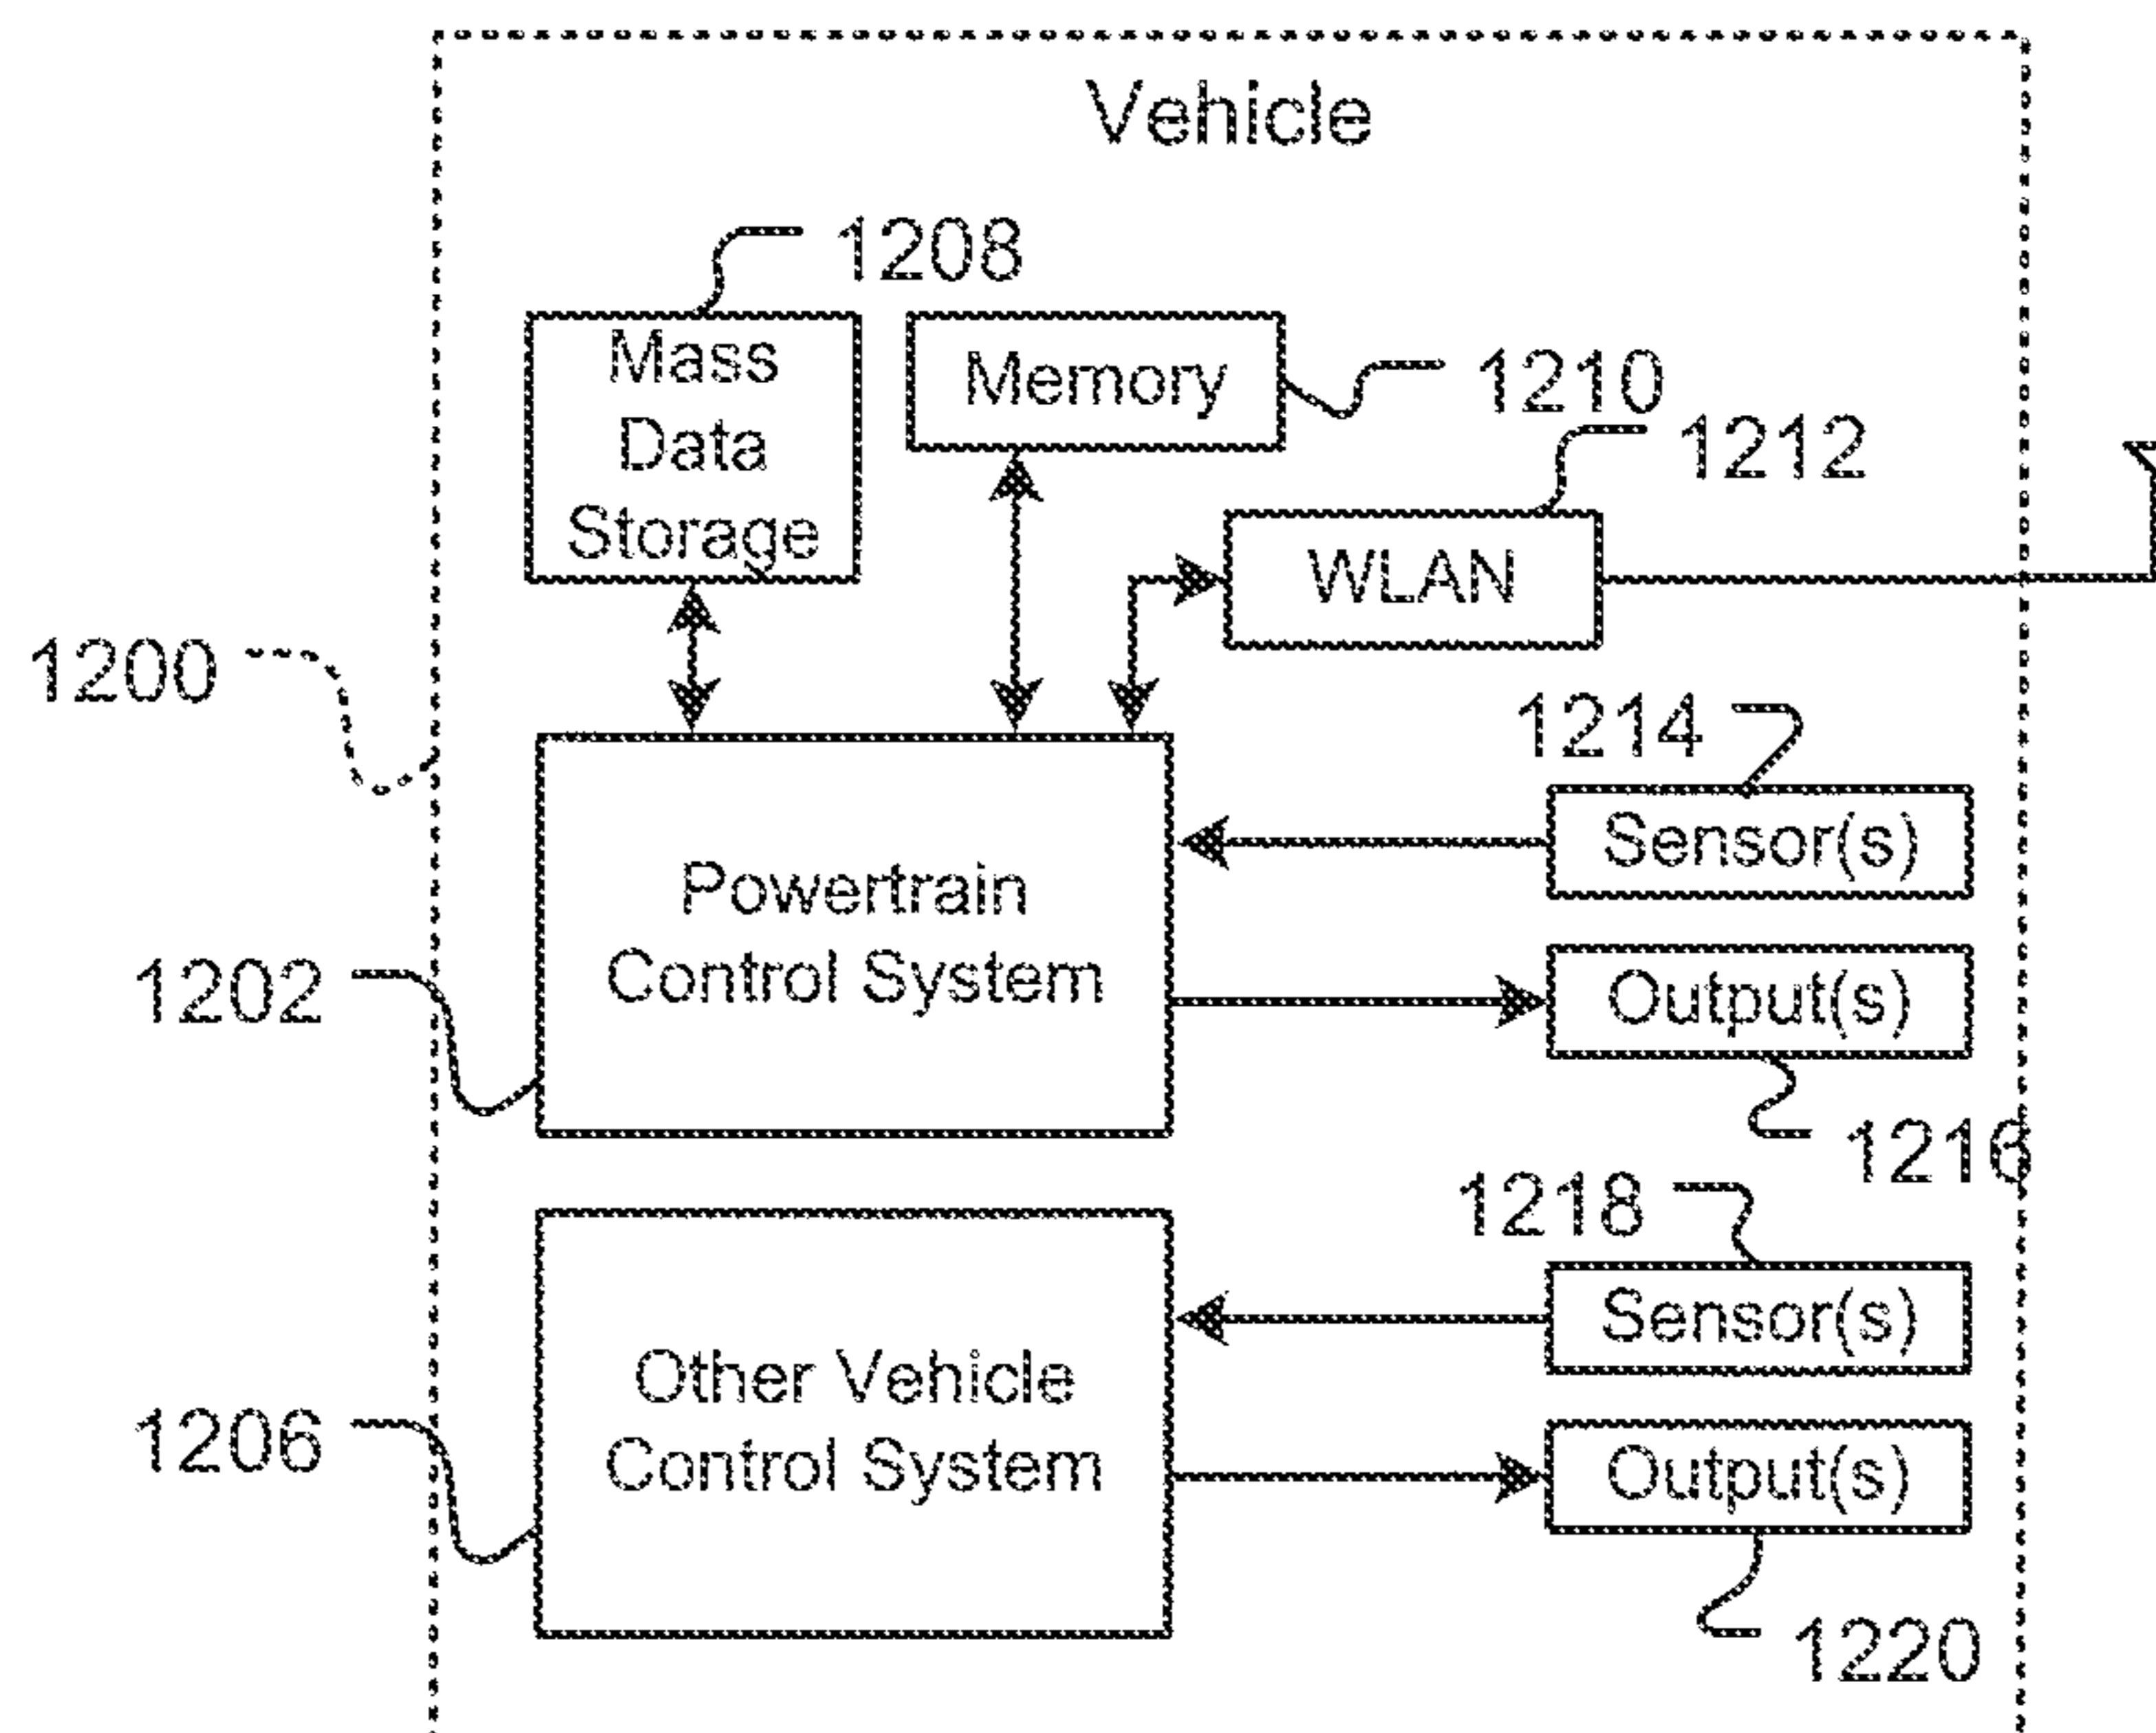 Vehicle
1208
Mass
Data
Storage
Memory
1210
1212
WLAN
1200
1214
Sensor(s)
Powertrain
Control System
1202
Output(s)
1216
1218
Sensor(s)
Other Vehicle
Control System
1206
Output(s)
1220